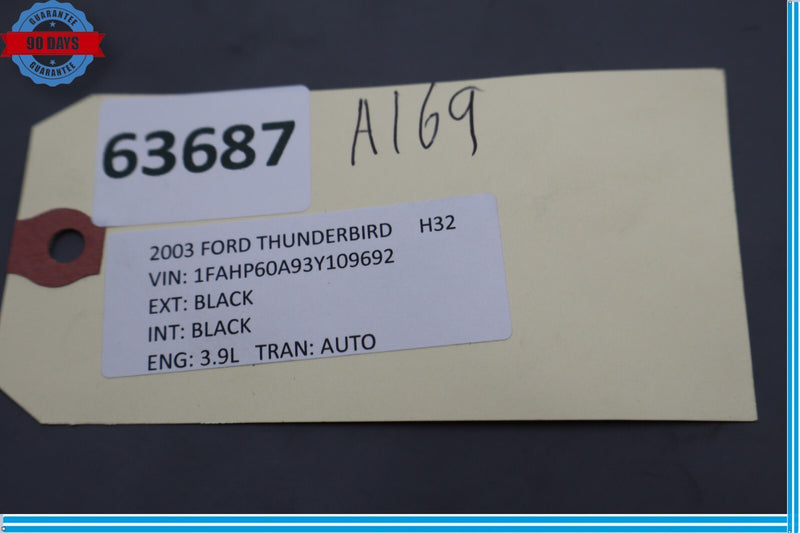 GUARANTEE
90 DAYS
GUARANTEE
63687
A169
2003 FORD THUNDERBIRD H32
VIN: 1FAHP60A93Y109692
EXT: BLACK
INT: BLACK
ENG: 3.9L TRAN: AUTO